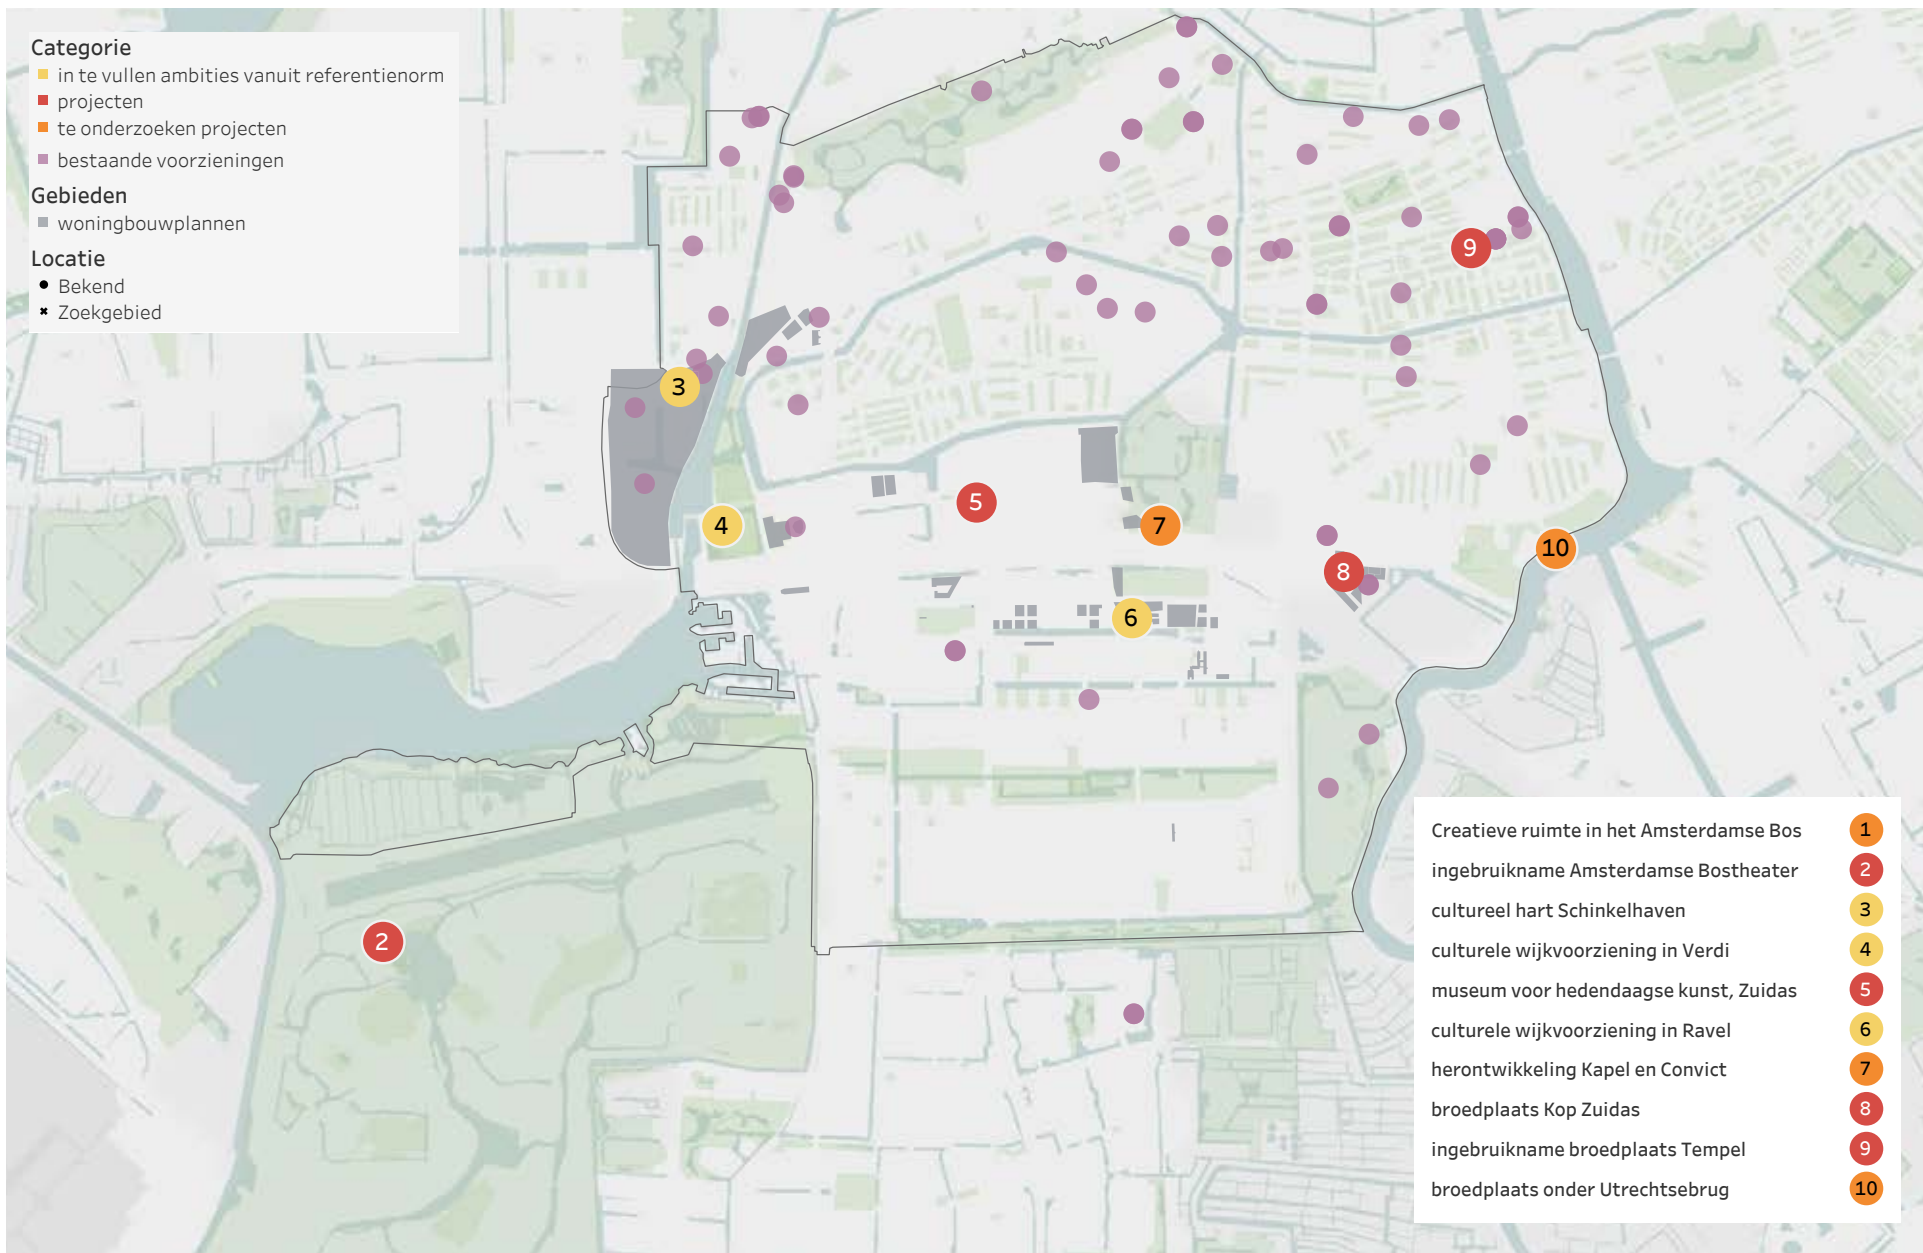 Categorie
in te vullen ambities vanuit referentienorm
projecten
te onderzoeken projecten
bestaande voorzieningen
Gebieden
woningbouwplannen
Locatie
Bekend
Zoekgebied
9
3
5
4
7
10
8
6
2
Creatieve ruimte in het Amsterdamse Bos 1
ingebruikname Amsterdamse Bostheater 2
cultureel hart Schinkelhaven 3
culturele wijkvoorziening in Verdi 4
museum voor hedendaagse kunst, Zuidas 5
culturele wijkvoorziening in Ravel 6
herontwikkeling Kapel en Convict 7
broedplaats Kop Zuidas 8
ingebruikname broedplaats Tempel 9
broedplaats onder Utrechtsebrug 10